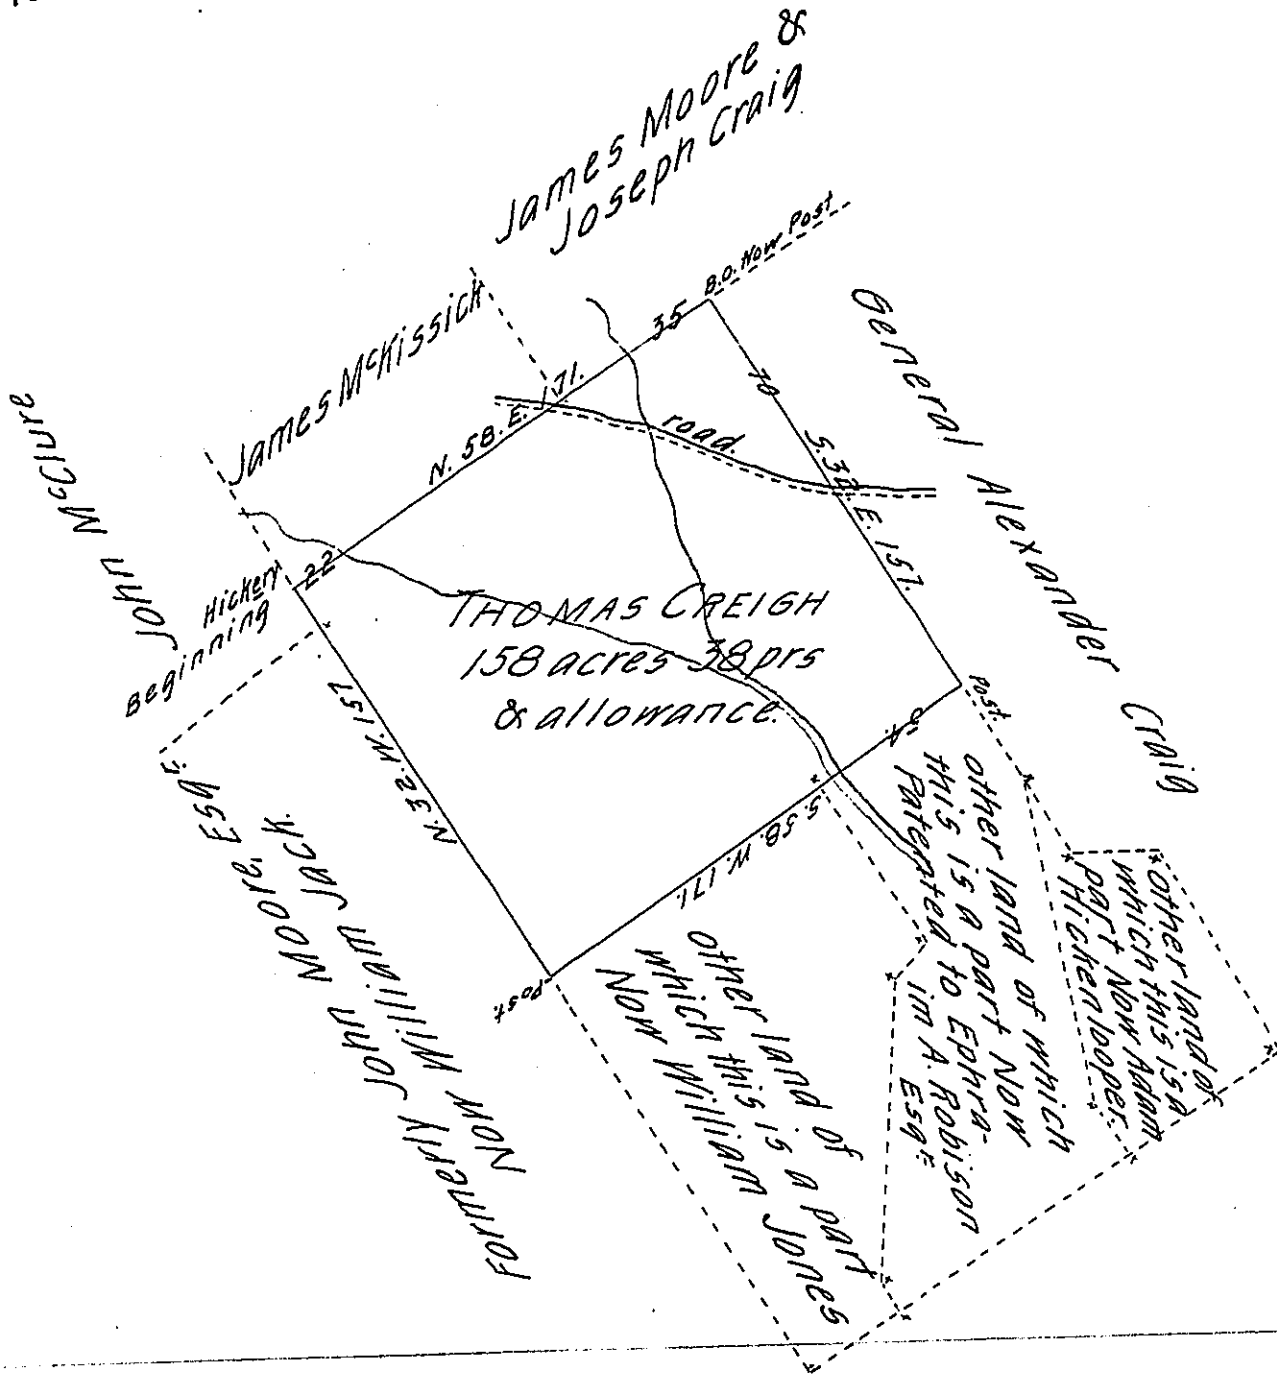 James Moore &
Joseph Craig
James McKissick
John McClure
B.O. Now Post
35
N. 58. E. 171.
road.
70
S. 32. E. 157.
General Alexander Craig
Hickery
Beginning
22
THOMAS CREIGH
158 acres 38 prs
& allowance.
N. 32. W. 157
Post.
54
S. 58. W. 171.
Post.
Formerly John Moore, Esqr.
Now William Jack.
other land of
which this is a part
Now William Jones
other land of which
this is a part Now
Patented to Ephra-
im A. Robison
Esqr.
other land of
which this is a
part Now Adam
Hickenlooper.